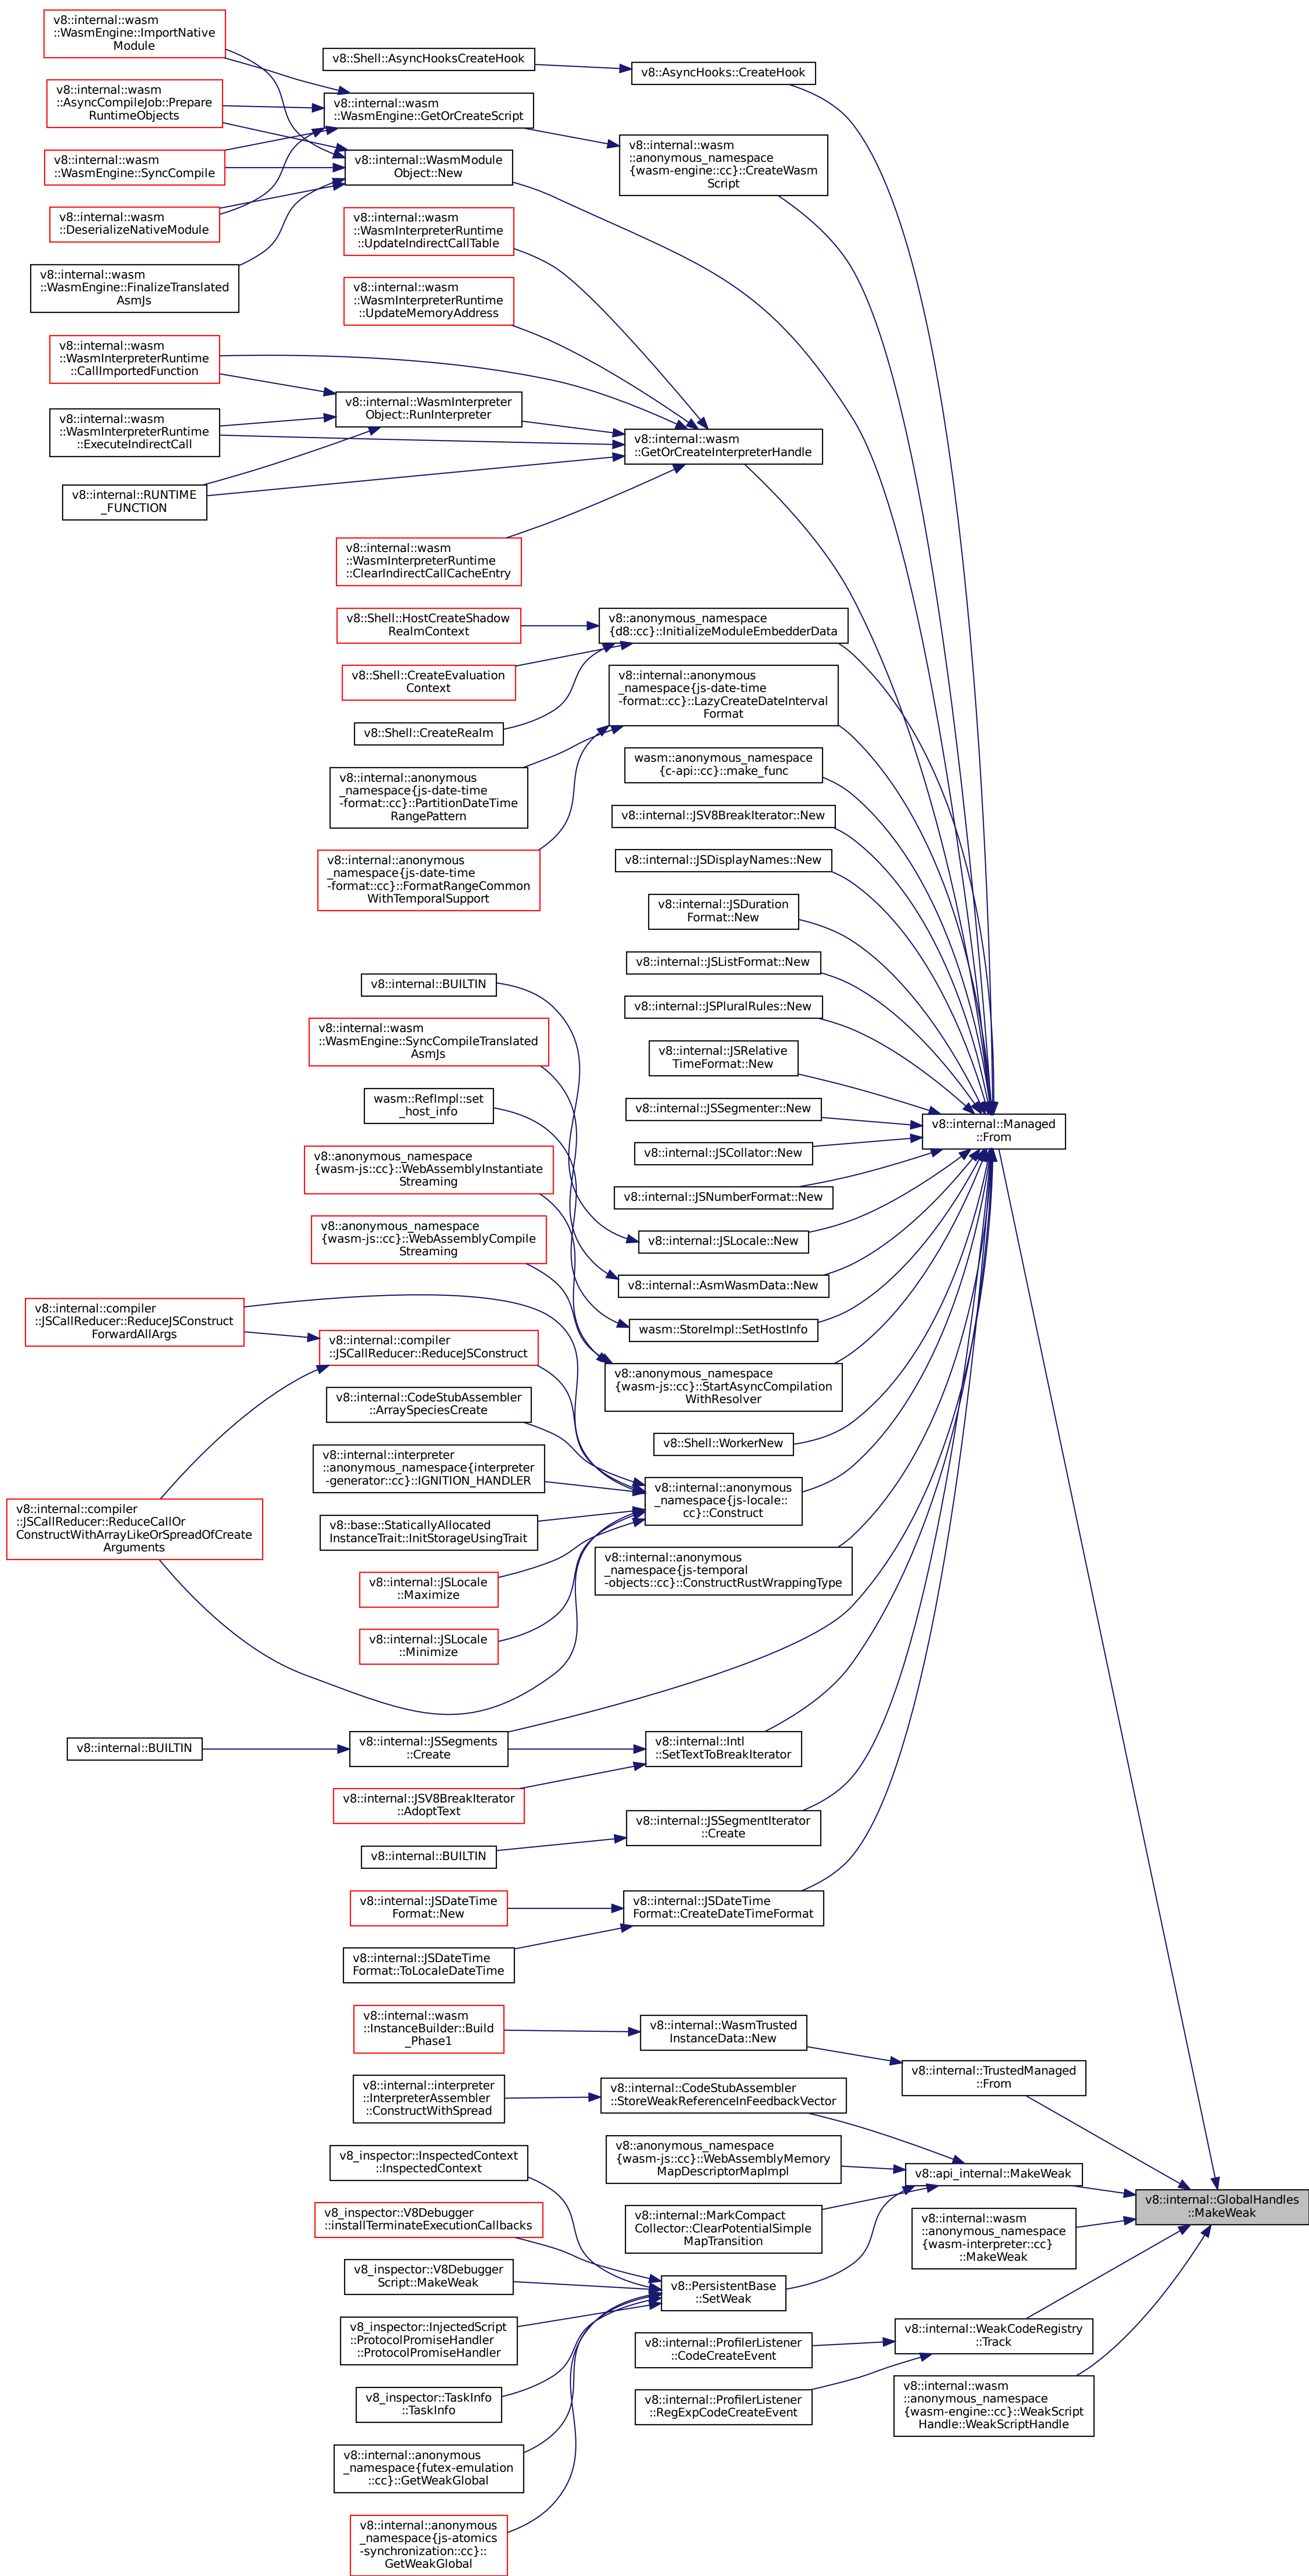 v8::internal::wasm
::WasmEngine::ImportNative
Module
v8::Shell::AsyncHooksCreateHook
v8::AsyncHooks::CreateHook
v8::internal::wasm
::AsyncCompileJob::Prepare
RuntimeObjects
v8::internal::wasm
::WasmEngine::GetOrCreateScript
v8::internal::wasm
::anonymous_namespace
{wasm-engine::cc}::CreateWasm
Script
v8::internal::wasm
::WasmEngine::SyncCompile
v8::internal::WasmModule
Object::New
v8::internal::wasm
::DeserializeNativeModule
v8::internal::wasm
::WasmInterpreterRuntime
::UpdateIndirectCallTable
v8::internal::wasm
::WasmEngine::FinalizeTranslated
AsmJs
v8::internal::wasm
::WasmInterpreterRuntime
::UpdateMemoryAddress
v8::internal::wasm
::WasmInterpreterRuntime
::CallImportedFunction
v8::internal::WasmInterpreter
Object::RunInterpreter
v8::internal::wasm
::WasmInterpreterRuntime
::ExecuteIndirectCall
v8::internal::wasm
::GetOrCreateInterpreterHandle
v8::internal::RUNTIME
_FUNCTION
v8::internal::wasm
::WasmInterpreterRuntime
::ClearIndirectCallCacheEntry
v8::Shell::HostCreateShadow
RealmContext
v8::anonymous_namespace
{d8::cc}::InitializeModuleEmbedderData
v8::Shell::CreateEvaluation
Context
v8::internal::anonymous
_namespace{js-date-time
-format::cc}::LazyCreateDateInterval
Format
v8::Shell::CreateRealm
wasm::anonymous_namespace
{c-api::cc}::make_func
v8::internal::anonymous
_namespace{js-date-time
-format::cc}::PartitionDateTime
RangePattern
v8::internal::JSV8BreakIterator::New
v8::internal::anonymous
_namespace{js-date-time
-format::cc}::FormatRangeCommon
WithTemporalSupport
v8::internal::JSDisplayNames::New
v8::internal::JSDuration
Format::New
v8::internal::JSListFormat::New
v8::internal::BUILTIN
v8::internal::JSPluralRules::New
v8::internal::wasm
::WasmEngine::SyncCompileTranslated
AsmJs
v8::internal::JSRelative
TimeFormat::New
wasm::RefImpl::set
_host_info
v8::internal::JSSegmenter::New
v8::internal::Managed
::From
v8::internal::JSCollator::New
v8::anonymous_namespace
{wasm-js::cc}::WebAssemblyInstantiate
Streaming
v8::internal::JSNumberFormat::New
v8::anonymous_namespace
{wasm-js::cc}::WebAssemblyCompile
Streaming
v8::internal::JSLocale::New
v8::internal::AsmWasmData::New
v8::internal::compiler
::JSCallReducer::ReduceJSConstruct
ForwardAllArgs
v8::internal::compiler
::JSCallReducer::ReduceJSConstruct
wasm::StoreImpl::SetHostInfo
v8::internal::CodeStubAssembler
::ArraySpeciesCreate
v8::anonymous_namespace
{wasm-js::cc}::StartAsyncCompilation
WithResolver
v8::Shell::WorkerNew
v8::internal::interpreter
::anonymous_namespace{interpreter
-generator::cc}::IGNITION_HANDLER
v8::internal::anonymous
_namespace{js-locale::
cc}::Construct
v8::internal::compiler
::JSCallReducer::ReduceCallOr
ConstructWithArrayLikeOrSpreadOfCreate
Arguments
v8::base::StaticallyAllocated
InstanceTrait::InitStorageUsingTrait
v8::internal::anonymous
_namespace{js-temporal
-objects::cc}::ConstructRustWrappingType
v8::internal::JSLocale
::Maximize
v8::internal::JSLocale
::Minimize
v8::internal::BUILTIN
v8::internal::JSSegments
::Create
v8::internal::Intl
::SetTextToBreakIterator
v8::internal::JSV8BreakIterator
::AdoptText
v8::internal::JSSegmentIterator
::Create
v8::internal::BUILTIN
v8::internal::JSDateTime
Format::New
v8::internal::JSDateTime
Format::CreateDateTimeFormat
v8::internal::JSDateTime
Format::ToLocaleDateTime
v8::internal::wasm
::InstanceBuilder::Build
_Phase1
v8::internal::WasmTrusted
InstanceData::New
v8::internal::TrustedManaged
::From
v8::internal::interpreter
::InterpreterAssembler
::ConstructWithSpread
v8::internal::CodeStubAssembler
::StoreWeakReferenceInFeedbackVector
v8_inspector::InspectedContext
::InspectedContext
v8::anonymous_namespace
{wasm-js::cc}::WebAssemblyMemory
MapDescriptorMapImpl
v8::api_internal::MakeWeak
v8::internal::GlobalHandles
::MakeWeak
v8_inspector::V8Debugger
::installTerminateExecutionCallbacks
v8::internal::MarkCompact
Collector::ClearPotentialSimple
MapTransition
v8::internal::wasm
::anonymous_namespace
{wasm-interpreter::cc}
::MakeWeak
v8_inspector::V8Debugger
Script::MakeWeak
v8::PersistentBase
::SetWeak
v8_inspector::InjectedScript
::ProtocolPromiseHandler
::ProtocolPromiseHandler
v8::internal::ProfilerListener
::CodeCreateEvent
v8::internal::WeakCodeRegistry
::Track
v8_inspector::TaskInfo
::TaskInfo
v8::internal::ProfilerListener
::RegExpCodeCreateEvent
v8::internal::wasm
::anonymous_namespace
{wasm-engine::cc}::WeakScript
Handle::WeakScriptHandle
v8::internal::anonymous
_namespace{futex-emulation
::cc}::GetWeakGlobal
v8::internal::anonymous
_namespace{js-atomics
-synchronization::cc}::
GetWeakGlobal